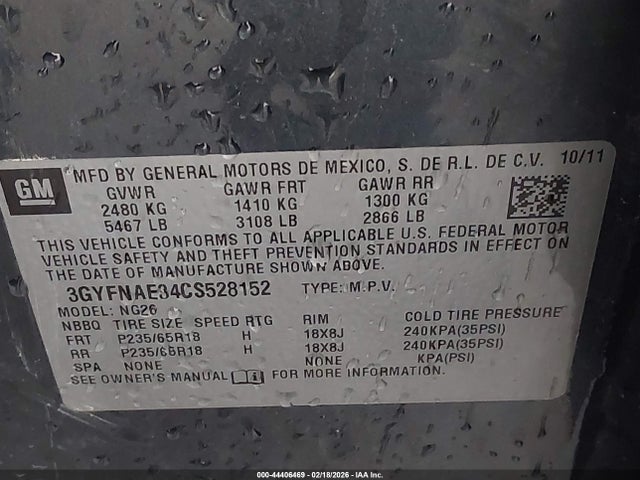 GM
MFD BY GENERAL MOTORS DE MEXICO, S. DE R.L. DE C.V. 10/11
GVWR GAWR FRT GAWR RR
2480 KG 1410 KG 1300 KG
5467 LB 3108 LB 2866 LB
THIS VEHICLE CONFORMS TO ALL APPLICABLE U.S. FEDERAL MOTOR
VEHICLE SAFETY AND THEFT PREVENTION STANDARDS IN EFFECT ON
THE DATE OF MANUFACTURE SHOWN ABOVE.
3GYFNAE34CS528152 TYPE: M.P.V.
MODEL: NG26
NBBQ TIRE SIZE SPEED RTG RIM COLD TIRE PRESSURE
FRT P235/65R18 H 18X8J 240KPA(35PSI)
RR P235/65R18 H 18X8J 240KPA(35PSI)
SPA NONE NONE KPA(PSI)
SEE OWNER'S MANUAL FOR MORE INFORMATION.
000-44406469 - 02/18/2026 - IAA Inc.